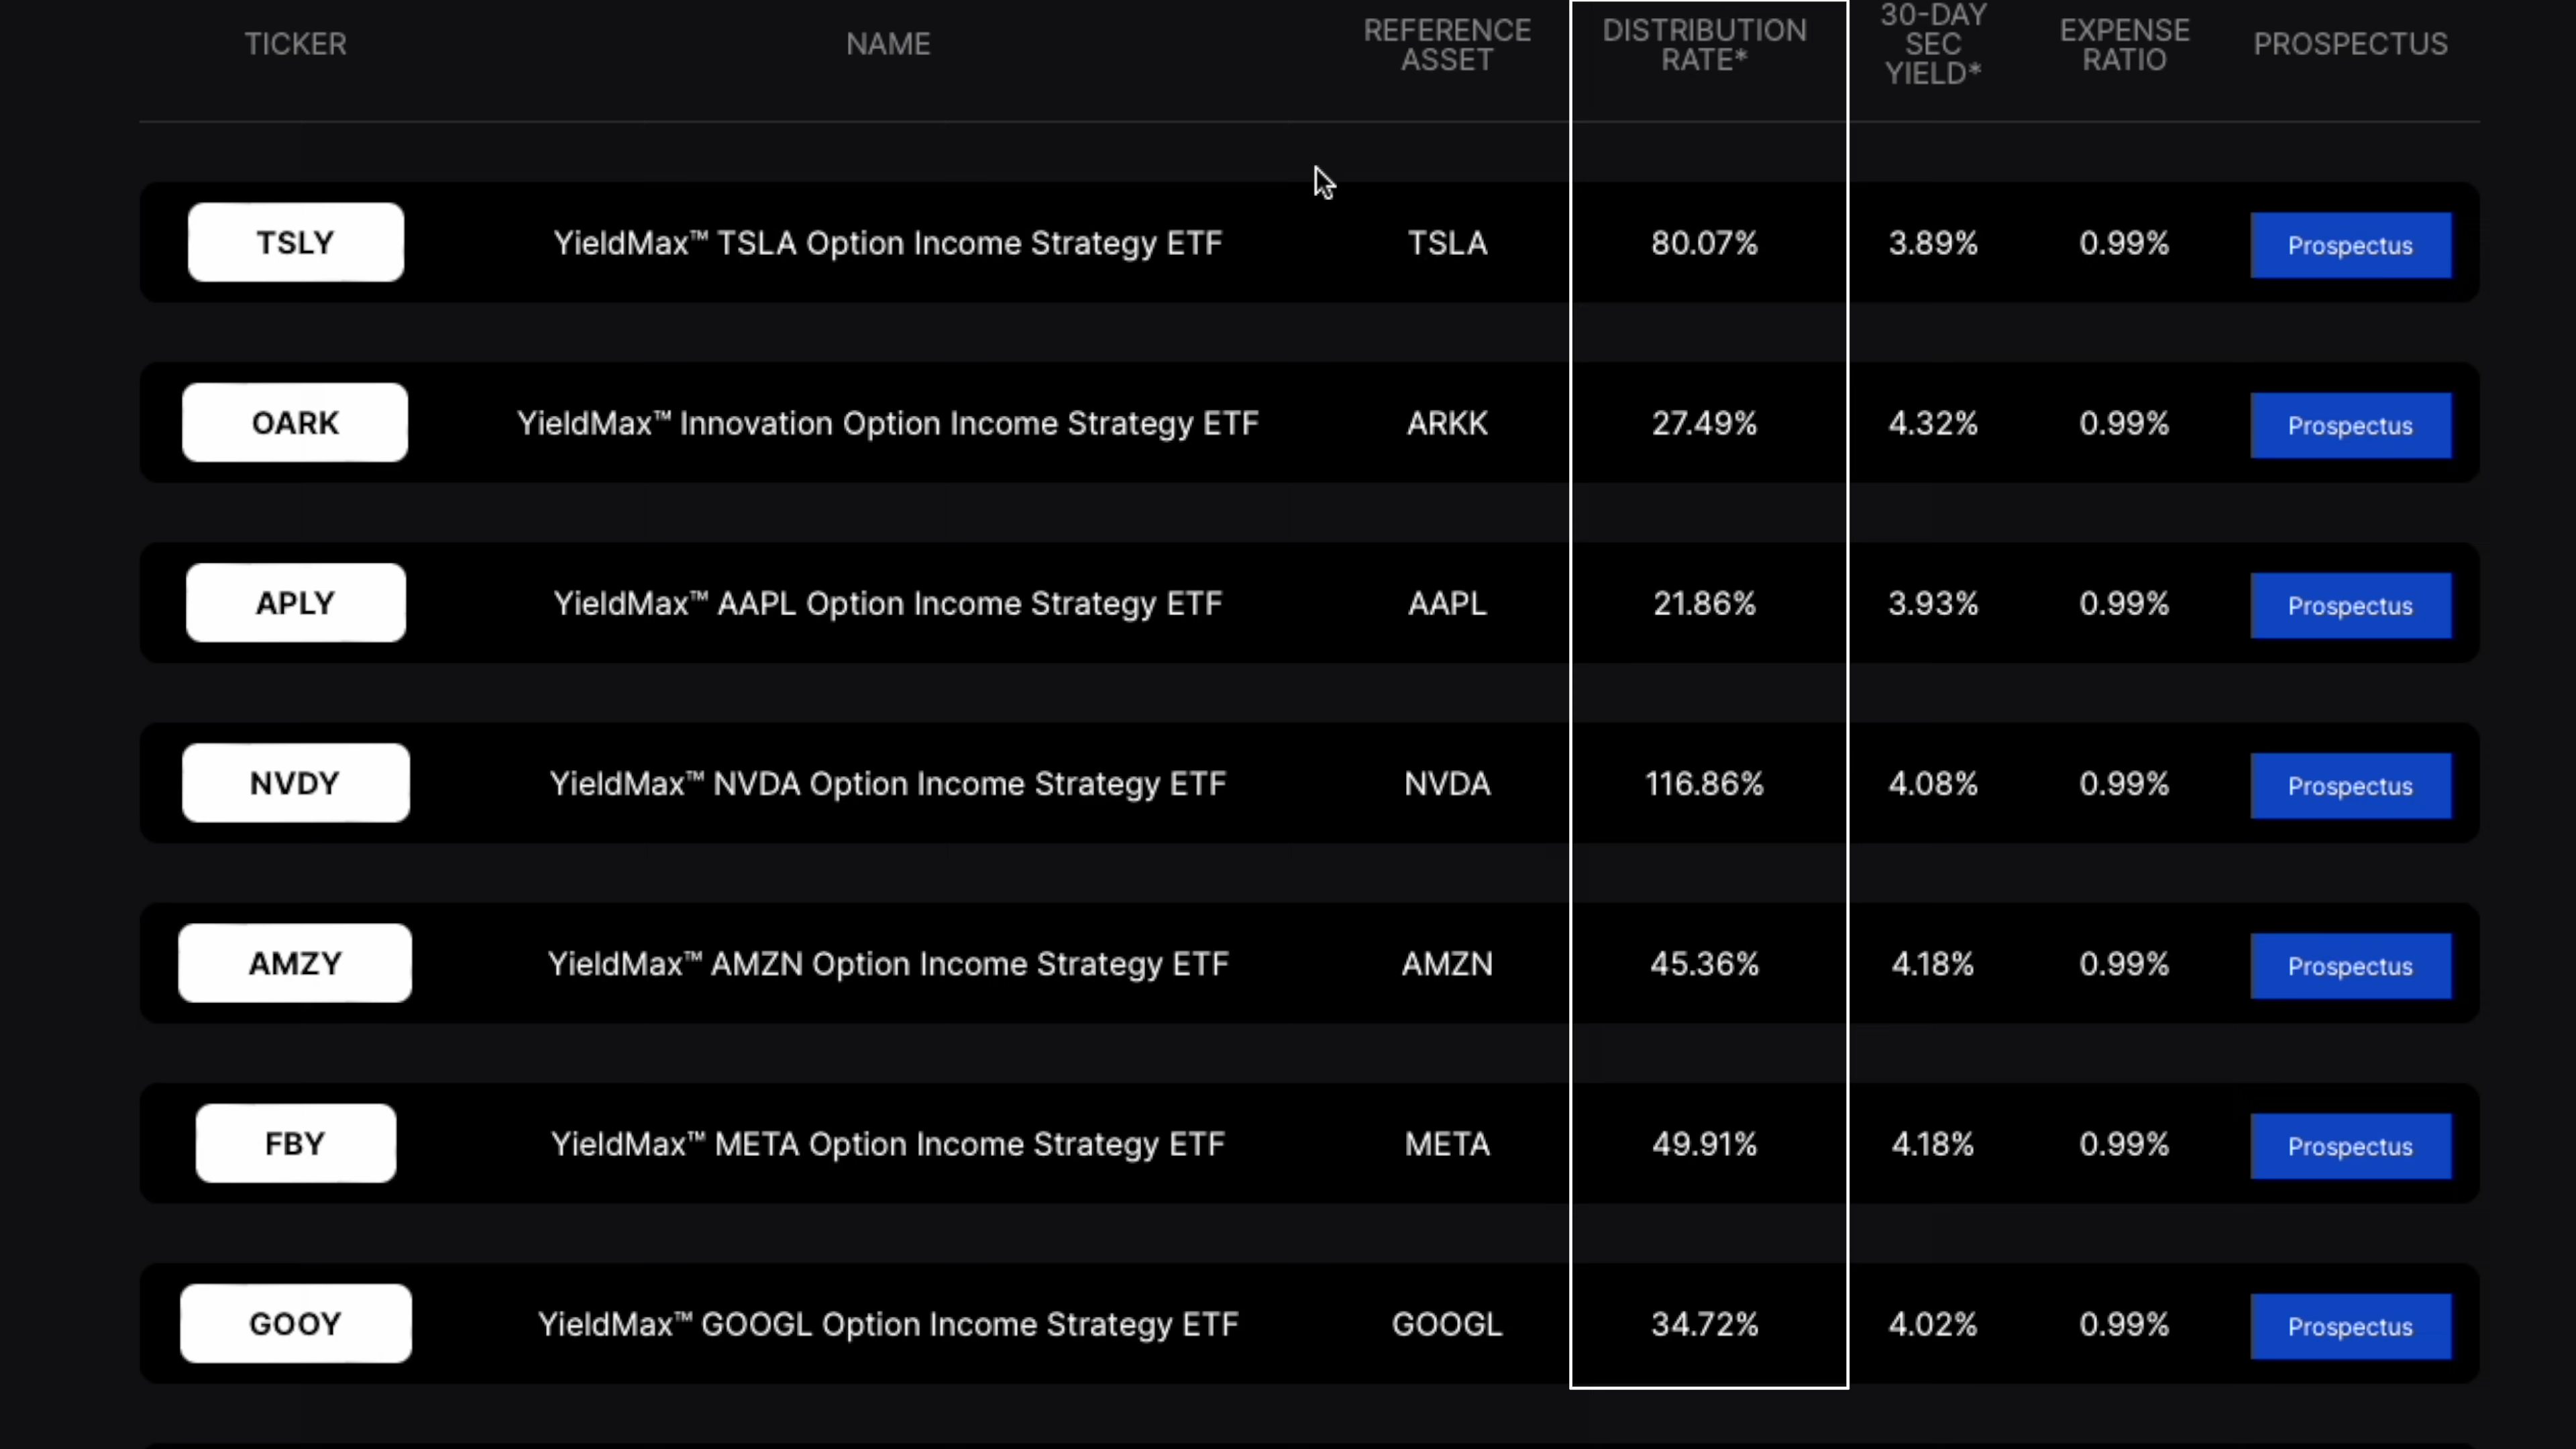 TICKER NAME REFERENCE ASSET DISTRIBUTION RATE* 30-DAY SEC YIELD* EXPENSE RATIO PROSPECTUS
TSLY YieldMax™ TSLA Option Income Strategy ETF TSLA 80.07% 3.89% 0.99% Prospectus
OARK YieldMax™ Innovation Option Income Strategy ETF ARKK 27.49% 4.32% 0.99% Prospectus
APLY YieldMax™ AAPL Option Income Strategy ETF AAPL 21.86% 3.93% 0.99% Prospectus
NVDY YieldMax™ NVDA Option Income Strategy ETF NVDA 116.86% 4.08% 0.99% Prospectus
AMZY YieldMax™ AMZN Option Income Strategy ETF AMZN 45.36% 4.18% 0.99% Prospectus
FBY YieldMax™ META Option Income Strategy ETF META 49.91% 4.18% 0.99% Prospectus
GOOY YieldMax™ GOOGL Option Income Strategy ETF GOOGL 34.72% 4.02% 0.99% Prospectus